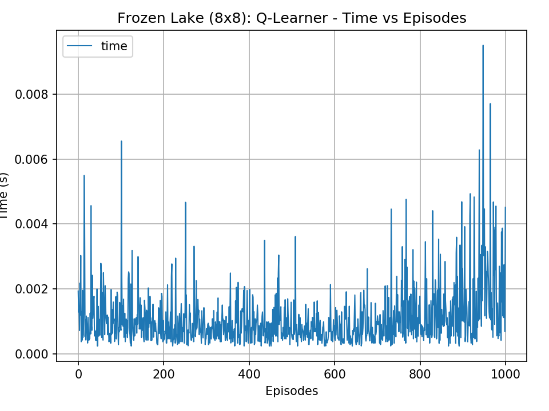 Frozen Lake (8x8): Q-Learner - Time vs Episodes
time
Time (s)
0.008
0.006
0.004
0.002
0.000
0 200 400 600 800 1000
Episodes